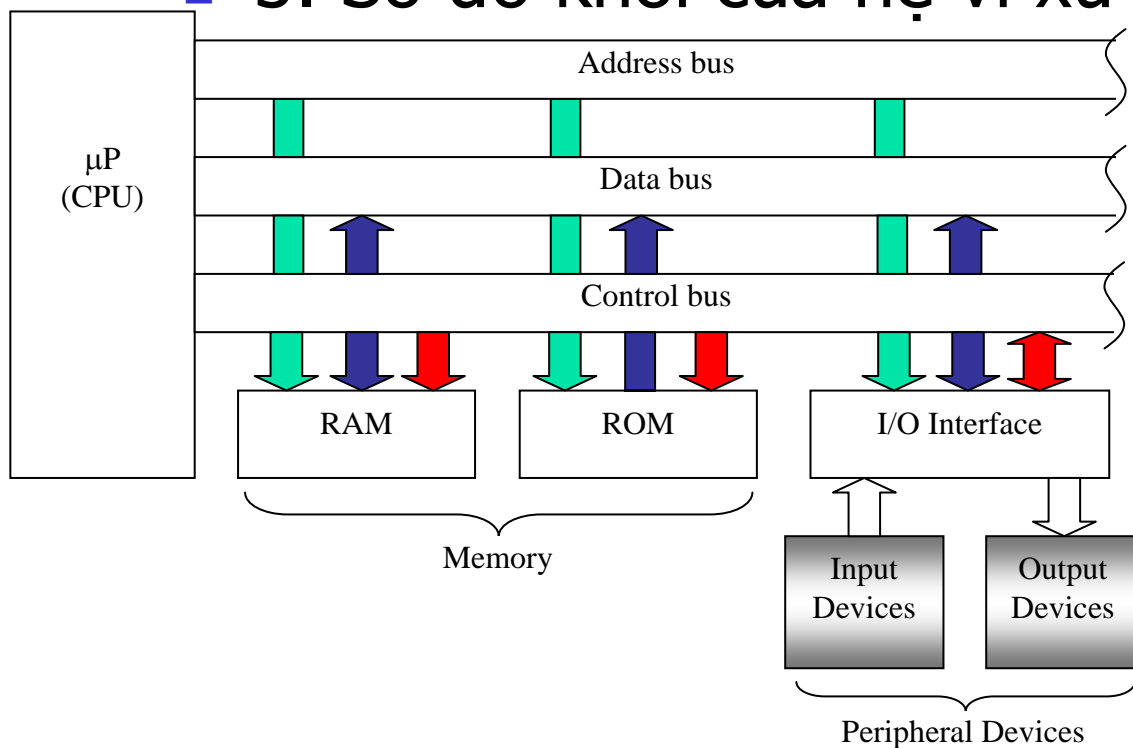 μP
(CPU)
Address bus
Data bus
Control bus
RAM
ROM
I/O Interface
Memory
Input
Devices
Output
Devices
Peripheral Devices